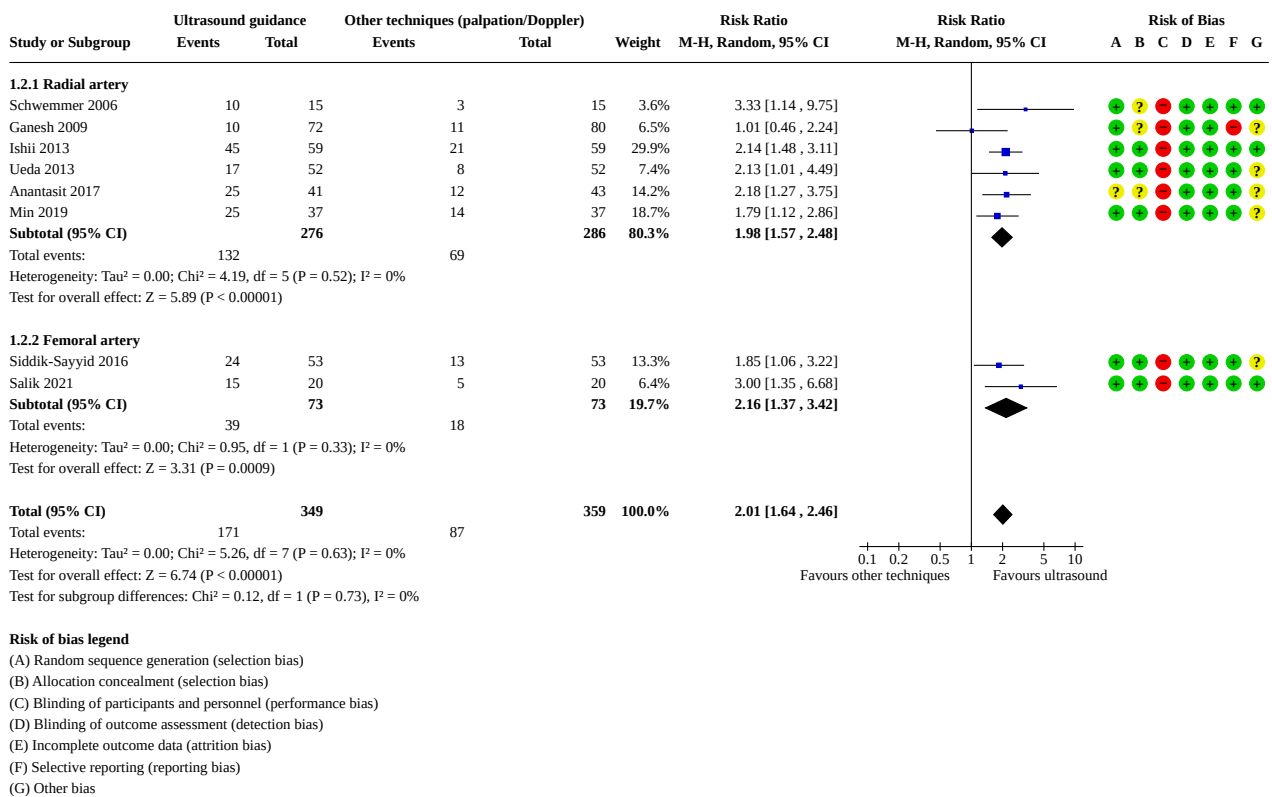 Ultrasound guidance Other techniques (palpation/Doppler) Risk Ratio Risk Ratio Risk of Bias
Study or Subgroup Events Total Events Total Weight M-H, Random, 95% CI M-H, Random, 95% CI A B C D E F G
1.2.1 Radial artery
Schwemmer 2006 10 15 3 15 3.6% 3.33 [1.14 , 9.75] + ? − + + + +
Ganesh 2009 10 72 11 80 6.5% 1.01 [0.46 , 2.24] + ? − + + − ?
Ishii 2013 45 59 21 59 29.9% 2.14 [1.48 , 3.11] + + − + + + +
Ueda 2013 17 52 8 52 7.4% 2.13 [1.01 , 4.49] + + − + + + ?
Anantasit 2017 25 41 12 43 14.2% 2.18 [1.27 , 3.75] ? ? − + + + ?
Min 2019 25 37 14 37 18.7% 1.79 [1.12 , 2.86] + + − + + + ?
Subtotal (95% CI) 276 286 80.3% 1.98 [1.57 , 2.48]
Total events: 132 69
Heterogeneity: Tau² = 0.00; Chi² = 4.19, df = 5 (P = 0.52); I² = 0%
Test for overall effect: Z = 5.89 (P < 0.00001)
1.2.2 Femoral artery
Siddik-Sayyid 2016 24 53 13 53 13.3% 1.85 [1.06 , 3.22] + + − + + + ?
Salik 2021 15 20 5 20 6.4% 3.00 [1.35 , 6.68] + + − + + + +
Subtotal (95% CI) 73 73 19.7% 2.16 [1.37 , 3.42]
Total events: 39 18
Heterogeneity: Tau² = 0.00; Chi² = 0.95, df = 1 (P = 0.33); I² = 0%
Test for overall effect: Z = 3.31 (P = 0.0009)
Total (95% CI) 349 359 100.0% 2.01 [1.64 , 2.46]
Total events: 171 87
Heterogeneity: Tau² = 0.00; Chi² = 5.26, df = 7 (P = 0.63); I² = 0%
0.1 0.2 0.5 1 2 5 10
Test for overall effect: Z = 6.74 (P < 0.00001) Favours other techniques Favours ultrasound
Test for subgroup differences: Chi² = 0.12, df = 1 (P = 0.73), I² = 0%
Risk of bias legend
(A) Random sequence generation (selection bias)
(B) Allocation concealment (selection bias)
(C) Blinding of participants and personnel (performance bias)
(D) Blinding of outcome assessment (detection bias)
(E) Incomplete outcome data (attrition bias)
(F) Selective reporting (reporting bias)
(G) Other bias